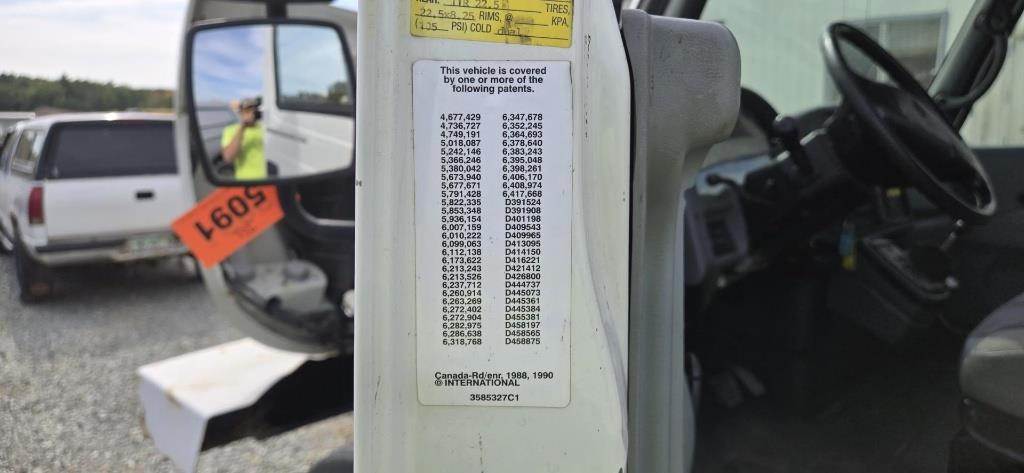 REAR: 11R 22.5 TIRES,
22.5x8.25 RIMS, @ KPA,
(105 PSI) COLD dual
This vehicle is covered
by one or more of the
following patents.
4,677,429 6,347,678
4,736,727 6,352,245
4,749,191 6,364,693
5,018,087 6,378,640
5,242,146 6,383,243
5,366,246 6,395,048
5,380,042 6,398,261
5,673,940 6,406,170
5,677,671 6,408,974
5,791,428 6,417,668
5,822,335 D391524
5,853,348 D391908
5,936,154 D401198
6,007,159 D409543
6,010,222 D409965
6,099,063 D413095
6,112,138 D414150
6,173,622 D416221
6,213,243 D421412
6,213,526 D426800
6,237,712 D444737
6,260,914 D445073
6,263,269 D445361
6,272,402 D445384
6,272,904 D455381
6,282,975 D458197
6,286,638 D458565
6,318,768 D458875
Canada-Rd/enr. 1988, 1990
© INTERNATIONAL
3585327C1
5091